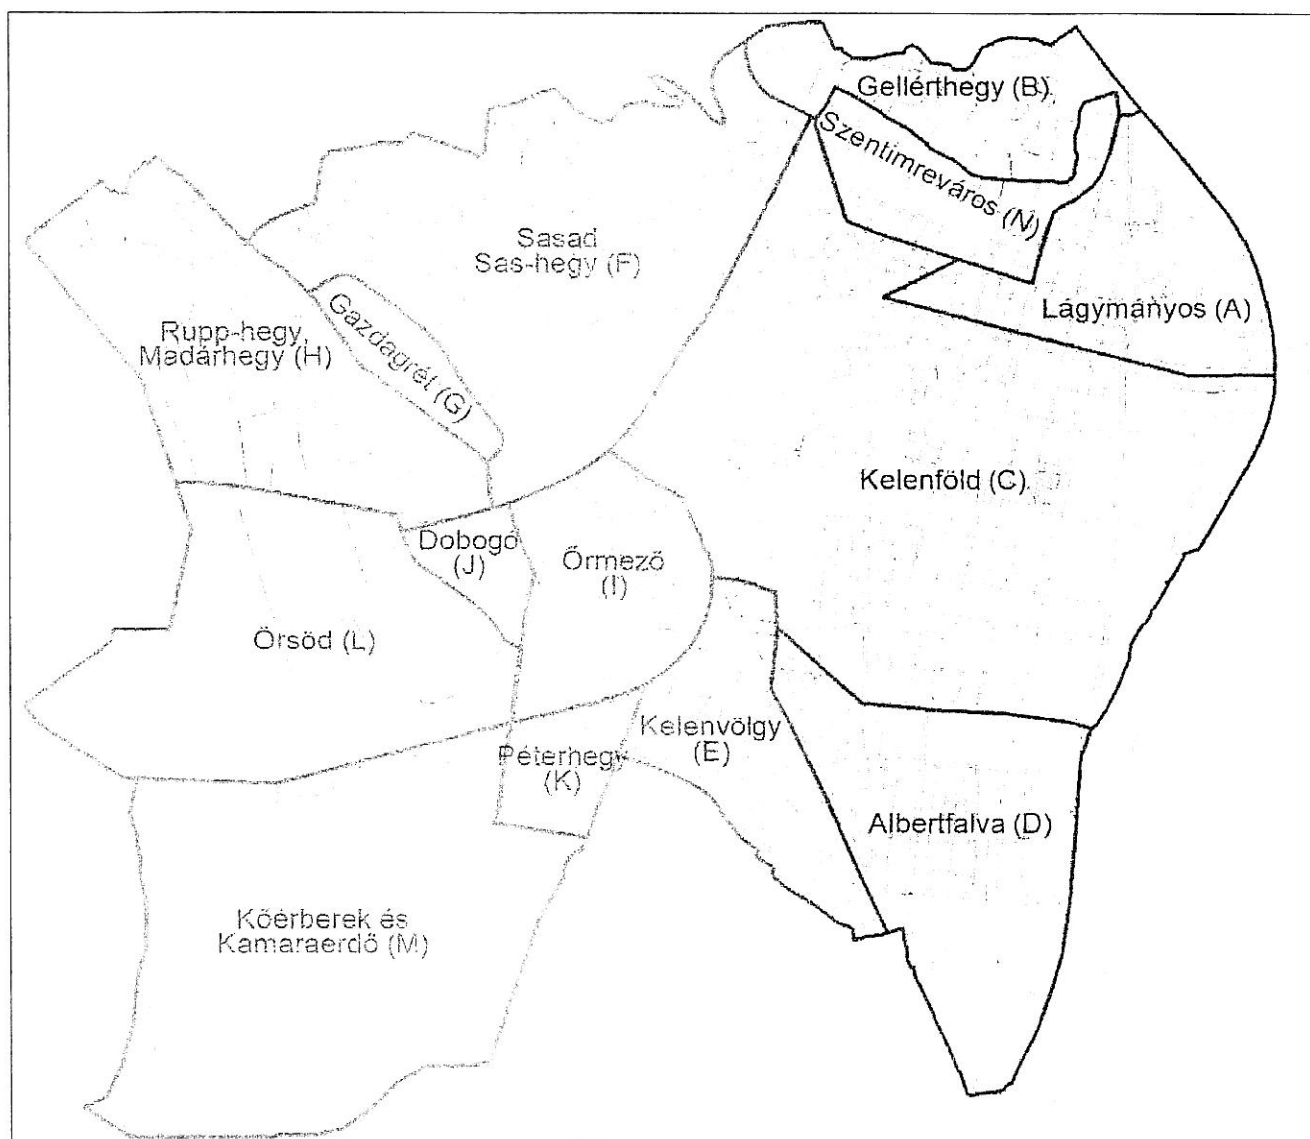 Gellérthegy (B)
Szentimreváros (N)
Sasad
Sas-hegy (F)
Lágymányos (A)
Gazdagrét (G)
Rupp-hegy,
Madárhegy (H)
Kelenföld (C)
Dobogó
(J)
Őrmező
(I)
Őrsöd (L)
Kelenvölgy
(E)
Péterhegy
(K)
Albertfalva (D)
Kőérberek és
Kamaraerdő (M)